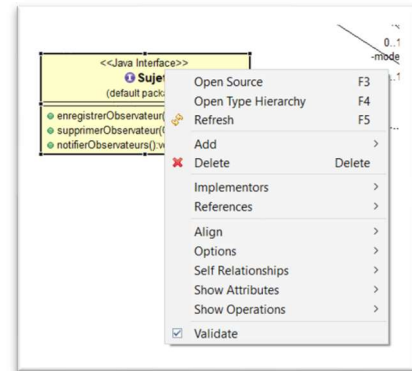 0..1
-mode
<<Java Interface>>
Sujet
(default packa
enregistrerObservateur(
supprimerObservateur(O
notifierObservateurs():vo
Open Source F3
Open Type Hierarchy F4
Refresh F5
Add >
Delete Delete
Implementors >
References >
Align >
Options >
Self Relationships >
Show Attributes >
Show Operations >
Validate